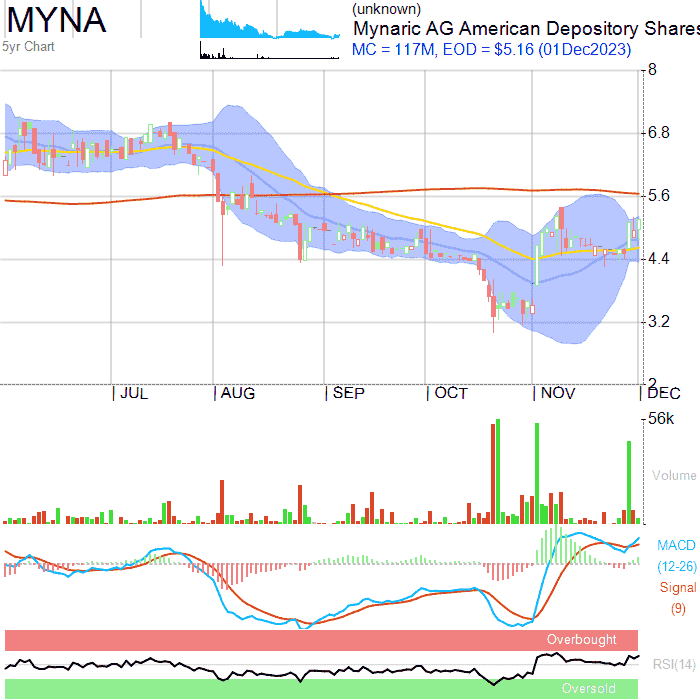 MYNA
5yr Chart
(unknown)
Mynaric AG American Depository Shares
MC = 117M, EOD = $5.16 (01Dec2023)
8
6.8
5.6
4.4
3.2
2
JUL
AUG
SEP
OCT
NOV
DEC
56k
Volume
MACD
(12-26)
Signal
(9)
Overbought
RSI(14)
Oversold